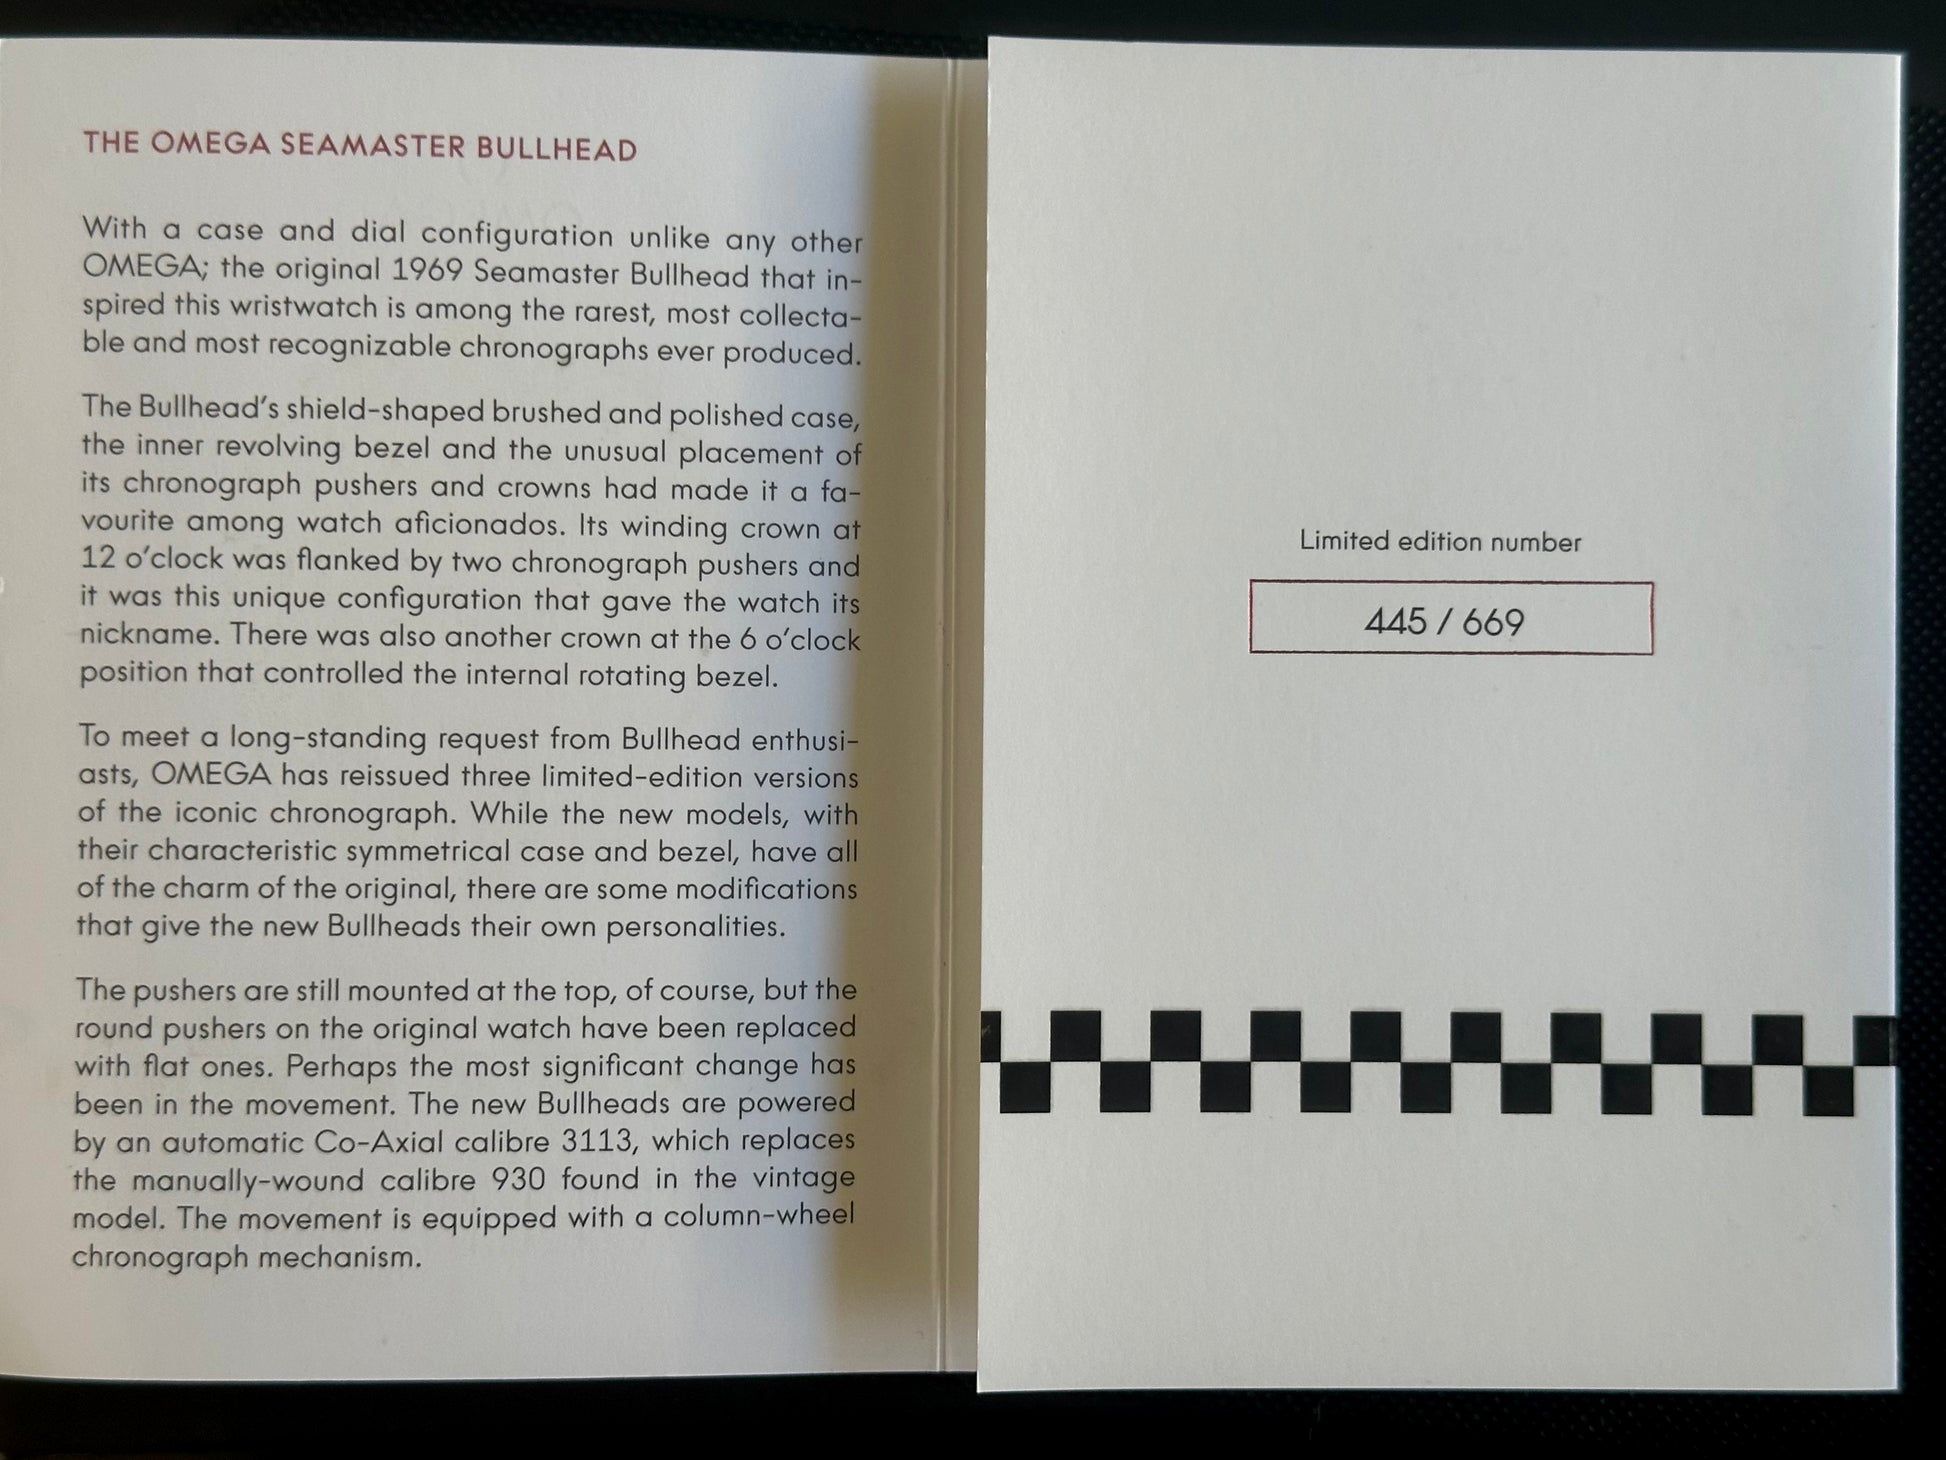 THE OMEGA SEAMASTER BULLHEAD
With a case and dial configuration unlike any other
OMEGA; the original 1969 Seamaster Bullhead that in-
spired this wristwatch is among the rarest, most collecta-
ble and most recognizable chronographs ever produced.
The Bullhead's shield-shaped brushed and polished case,
the inner revolving bezel and the unusual placement of
its chronograph pushers and crowns had made it a fa-
vourite among watch aficionados. Its winding crown at
12 o'clock was flanked by two chronograph pushers and
it was this unique configuration that gave the watch its
nickname. There was also another crown at the 6 o'clock
position that controlled the internal rotating bezel.
To meet a long-standing request from Bullhead enthusi-
asts, OMEGA has reissued three limited-edition versions
of the iconic chronograph. While the new models, with
their characteristic symmetrical case and bezel, have all
of the charm of the original, there are some modifications
that give the new Bullheads their own personalities.
The pushers are still mounted at the top, of course, but the
round pushers on the original watch have been replaced
with flat ones. Perhaps the most significant change has
been in the movement. The new Bullheads are powered
by an automatic Co-Axial calibre 3113, which replaces
the manually-wound calibre 930 found in the vintage
model. The movement is equipped with a column-wheel
chronograph mechanism.
Limited edition number
445 / 669